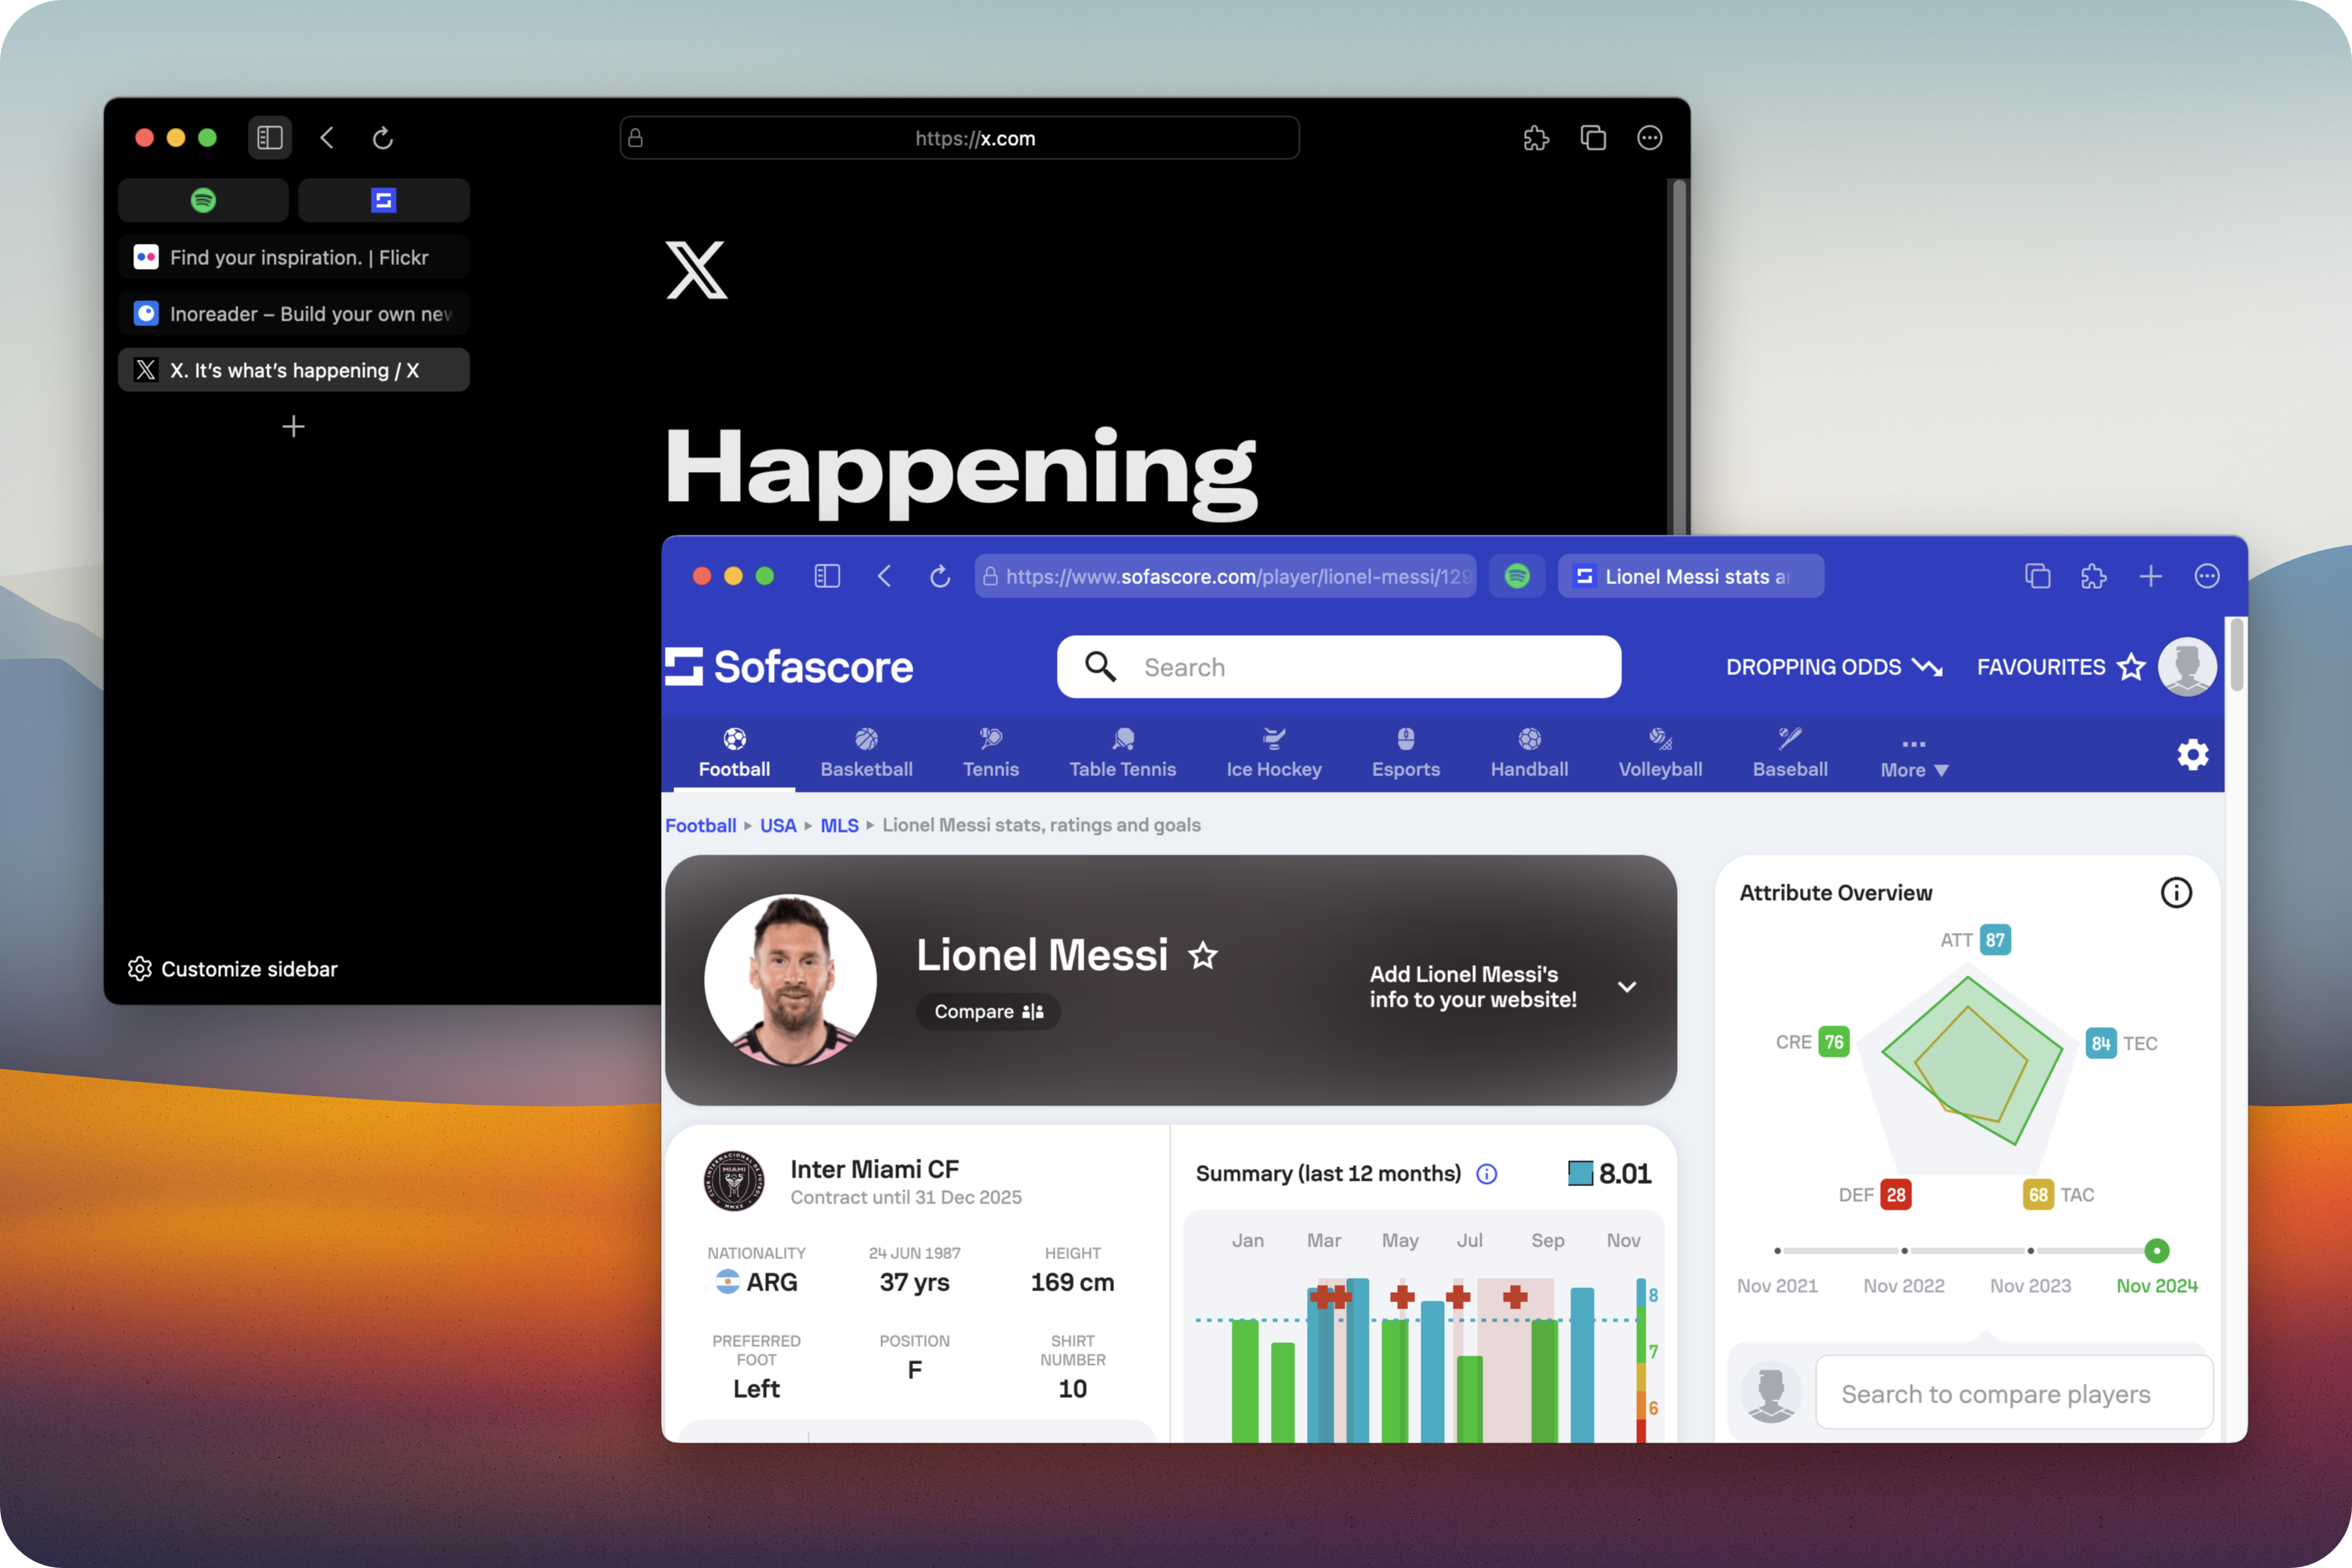 https://x.com
Find your inspiration. | Flickr
Inoreader – Build your own new
X. It's what's happening / X
Happening
Customize sidebar
https://www.sofascore.com/player/lionel-messi/129
Lionel Messi stats a
Sofascore
Search
DROPPING ODDS
FAVOURITES
Football
Basketball
Tennis
Table Tennis
Ice Hockey
Esports
Handball
Volleyball
Baseball
More
Football ▸ USA ▸ MLS ▸ Lionel Messi stats, ratings and goals
Lionel Messi
Compare
Add Lionel Messi's
info to your website!
Inter Miami CF
Contract until 31 Dec 2025
NATIONALITY
ARG
24 JUN 1987
37 yrs
HEIGHT
169 cm
PREFERRED
FOOT
Left
POSITION
F
SHIRT
NUMBER
10
Summary (last 12 months)
8.01
Jan Mar May Jul Sep Nov
8
7
6
Attribute Overview
ATT 87
CRE 76
84 TEC
DEF 28
68 TAC
Nov 2021 Nov 2022 Nov 2023 Nov 2024
Search to compare players